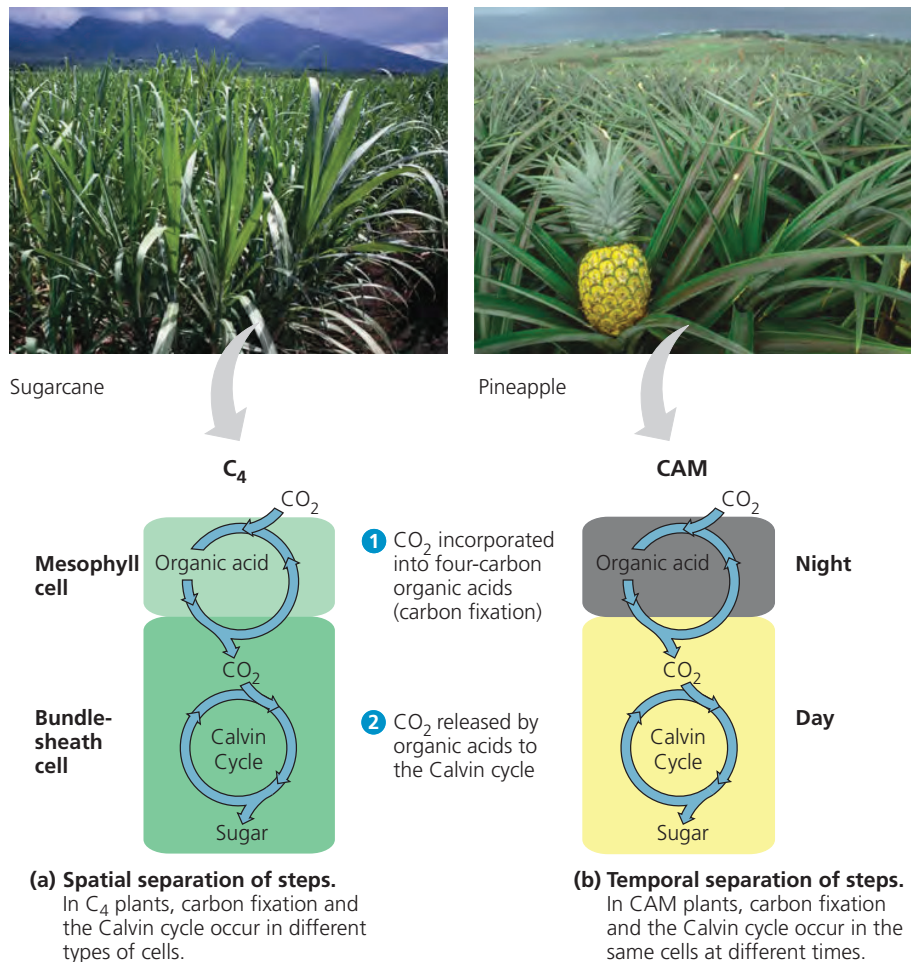 Sugarcane
Pineapple
C₄
CAM
CO₂
CO₂
Mesophyll
cell
Organic acid
1 CO₂ incorporated
into four-carbon
organic acids
(carbon fixation)
Organic acid
Night
CO₂
CO₂
Bundle-
sheath
cell
Calvin
Cycle
2 CO₂ released by
organic acids to
the Calvin cycle
Calvin
Cycle
Day
Sugar
Sugar
(a) Spatial separation of steps.
In C₄ plants, carbon fixation and
the Calvin cycle occur in different
types of cells.
(b) Temporal separation of steps.
In CAM plants, carbon fixation
and the Calvin cycle occur in the
same cells at different times.